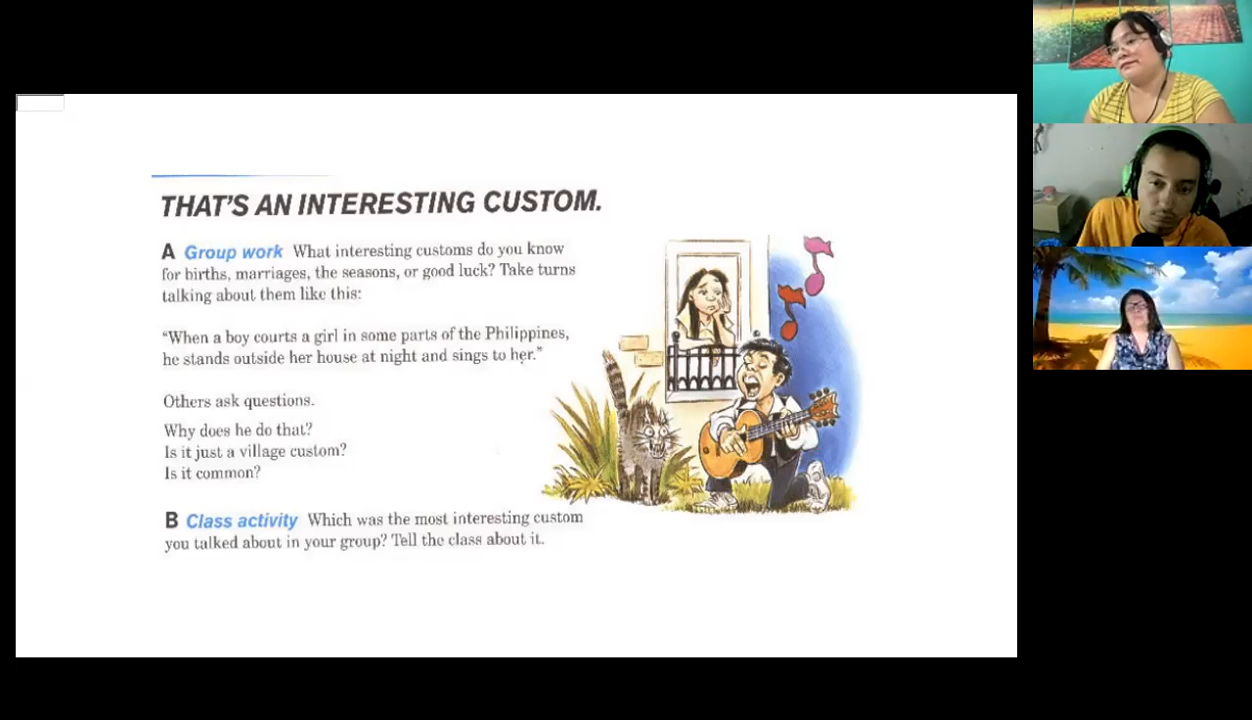 THAT'S AN INTERESTING CUSTOM.
A Group work What interesting customs do you know
for births, marriages, the seasons, or good luck? Take turns
talking about them like this:
"When a boy courts a girl in some parts of the Philippines,
he stands outside her house at night and sings to her."
Others ask questions.
Why does he do that?
Is it just a village custom?
Is it common?
B Class activity Which was the most interesting custom
you talked about in your group? Tell the class about it.